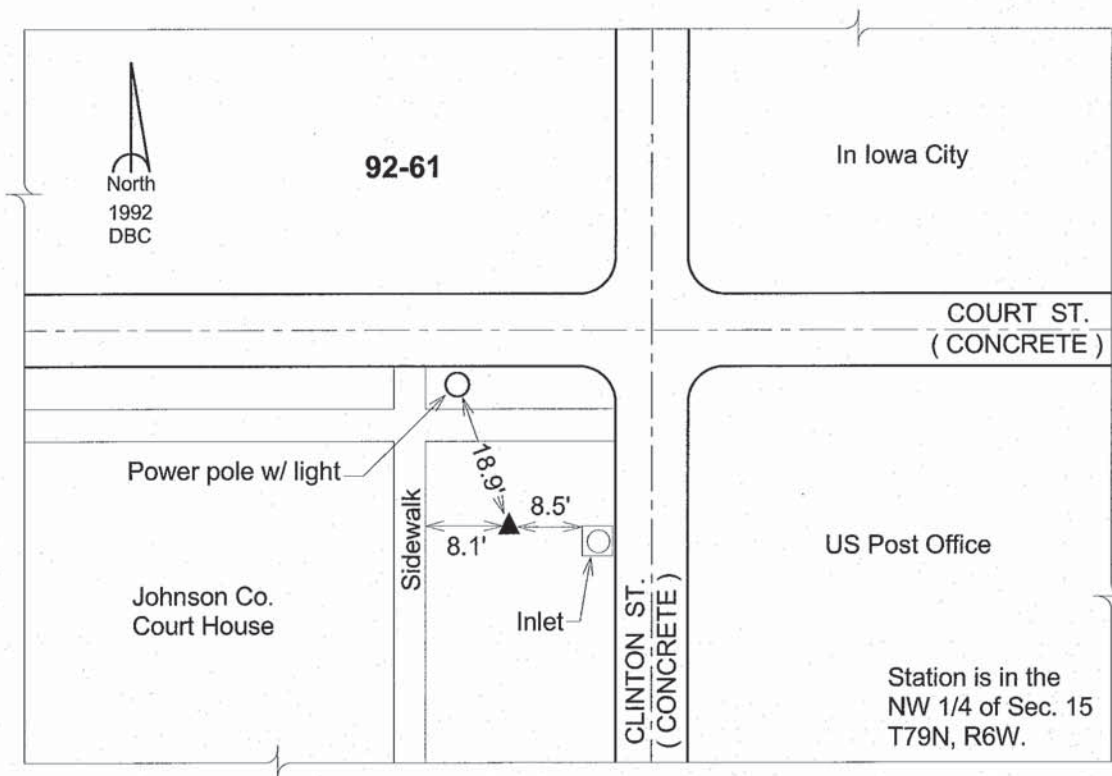 North
1992
DBC
92-61
In Iowa City
COURT ST.
( CONCRETE )
Power pole w/ light
18.9'
8.5'
8.1'
Sidewalk
Inlet
Johnson Co.
Court House
US Post Office
CLINTON ST.
( CONCRETE )
Station is in the
NW 1/4 of Sec. 15
T79N, R6W.